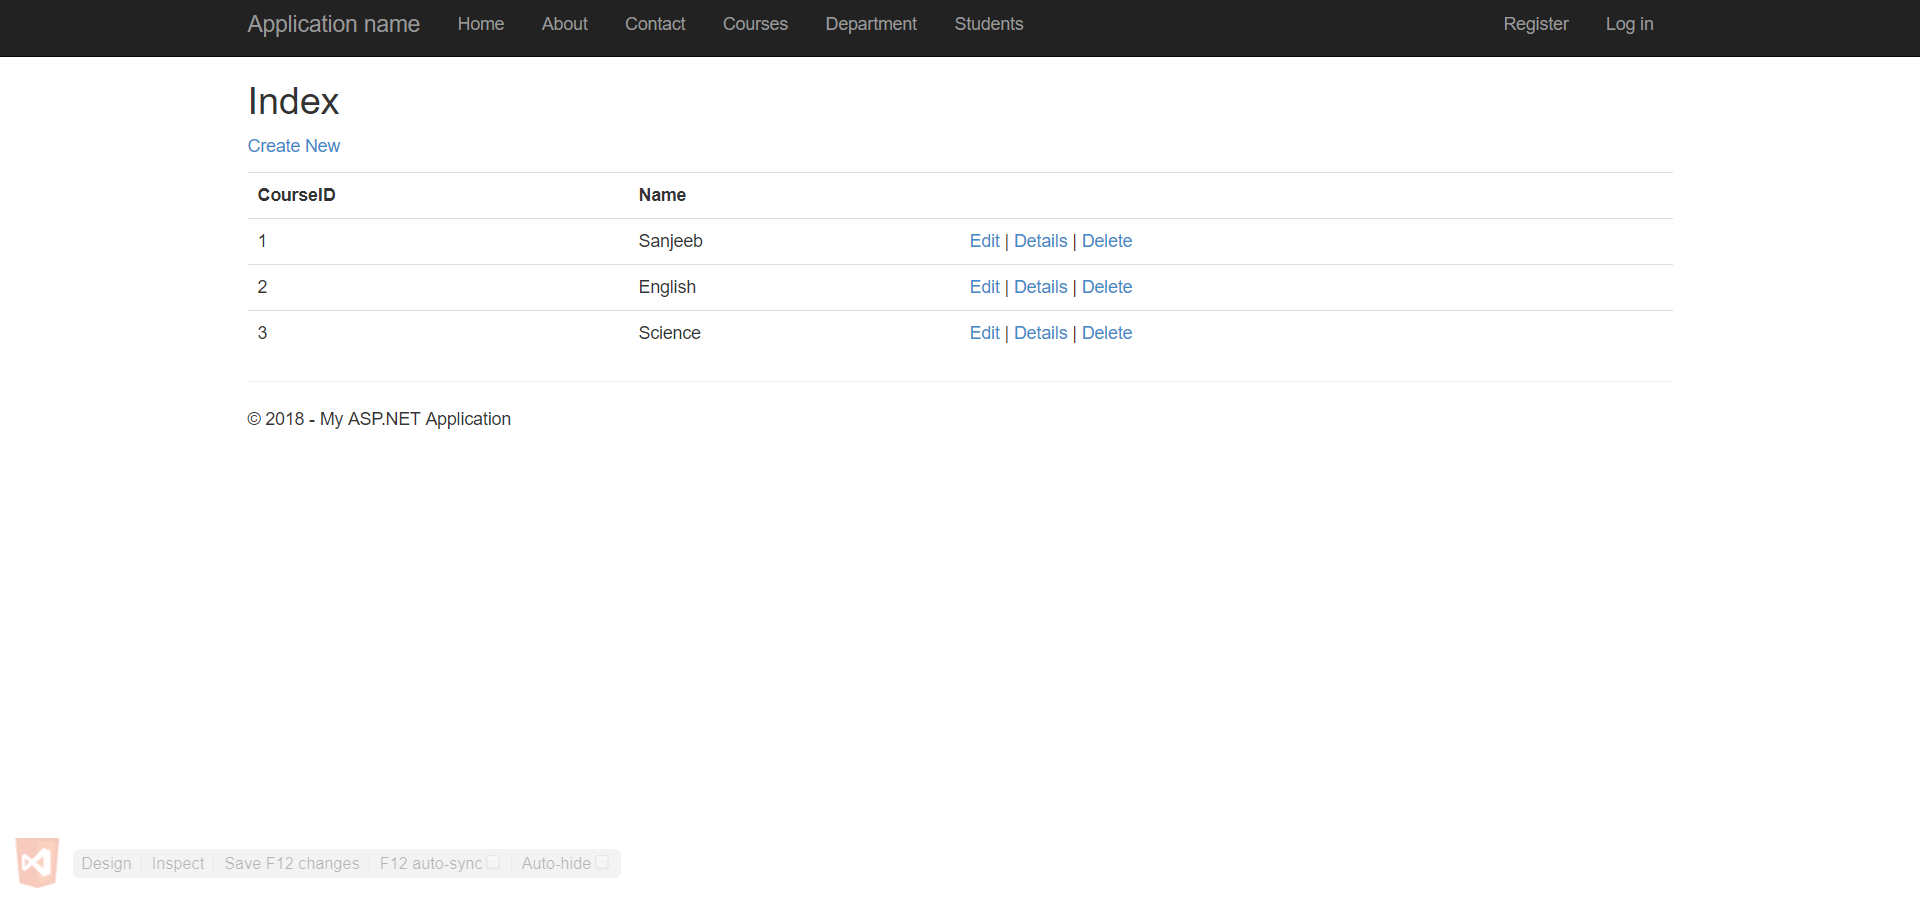 Application name Home About Contact Courses Department Students Register Log in
Index
Create New
CourseID Name
1 Sanjeeb Edit | Details | Delete
2 English Edit | Details | Delete
3 Science Edit | Details | Delete
© 2018 - My ASP.NET Application
Design Inspect Save F12 changes F12 auto-sync Auto-hide